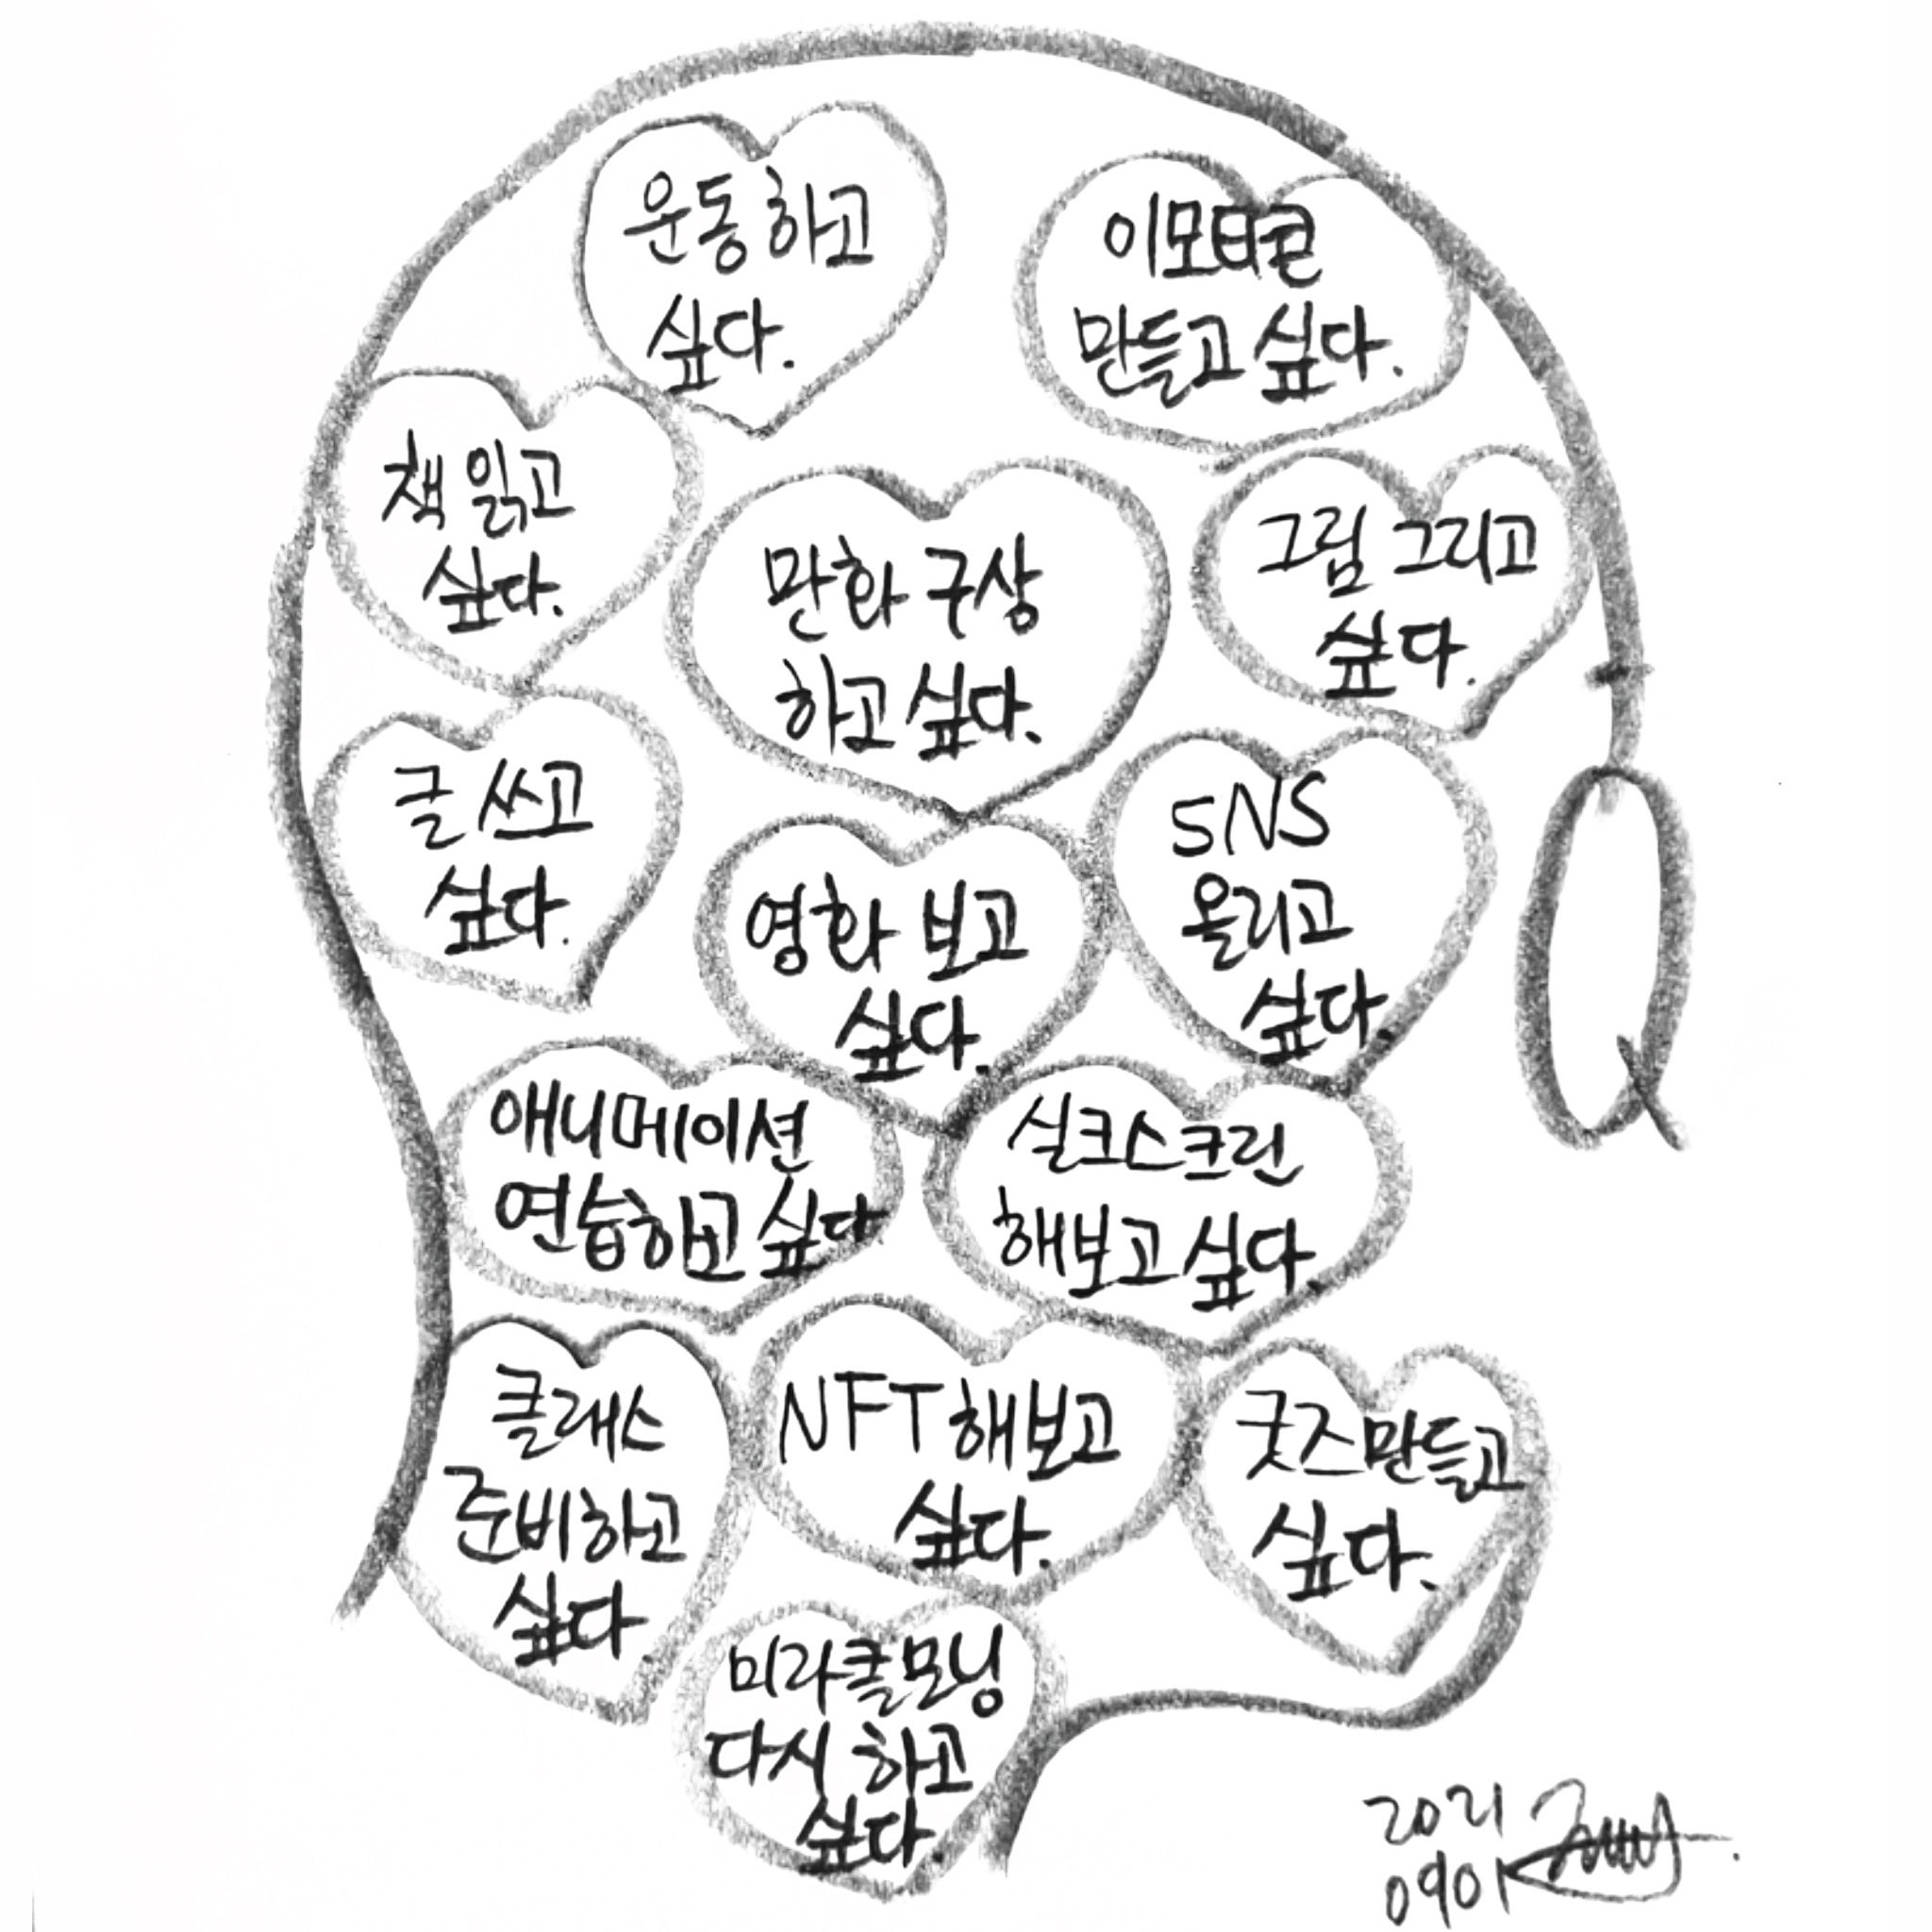 운동하고
싶다.
이모티콘
만들고 싶다.
책 읽고
싶다.
만화 구상
하고 싶다.
그림 그리고
싶다.
글 쓰고
싶다.
영화 보고
싶다.
SNS
올리고
싶다.
애니메이션
연습하고 싶다
실크스크린
해보고 싶다.
클래스
준비하고
싶다
NFT 해보고
싶다.
굿즈만들고
싶다.
미라클모닝
다시 하고
싶다.
2021
0901